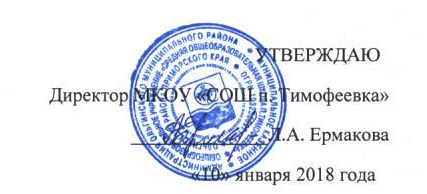 УТВЕРЖДАЮ
Директор МКОУ «СОШ п. Тимофеевка»
Л.А. Ермакова
«10» января 2018 года